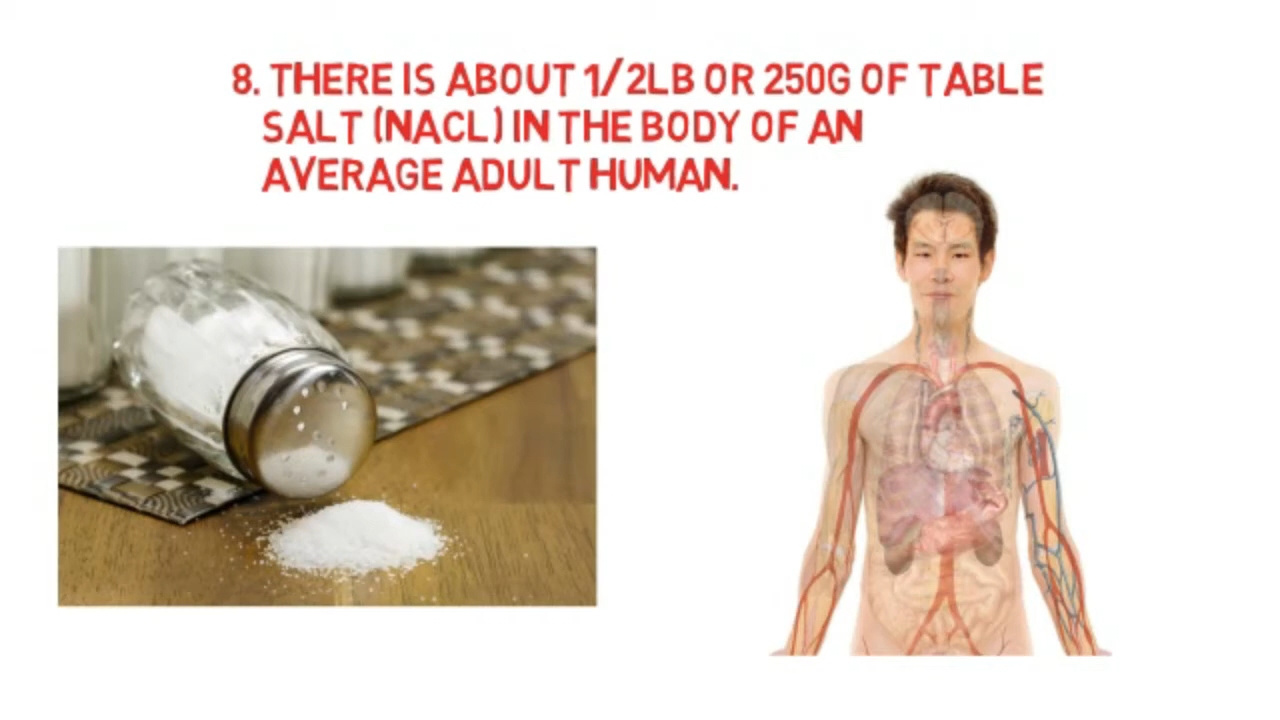 8. THERE IS ABOUT 1/2LB OR 250G OF TABLE
SALT (NACL) IN THE BODY OF AN
AVERAGE ADULT HUMAN.